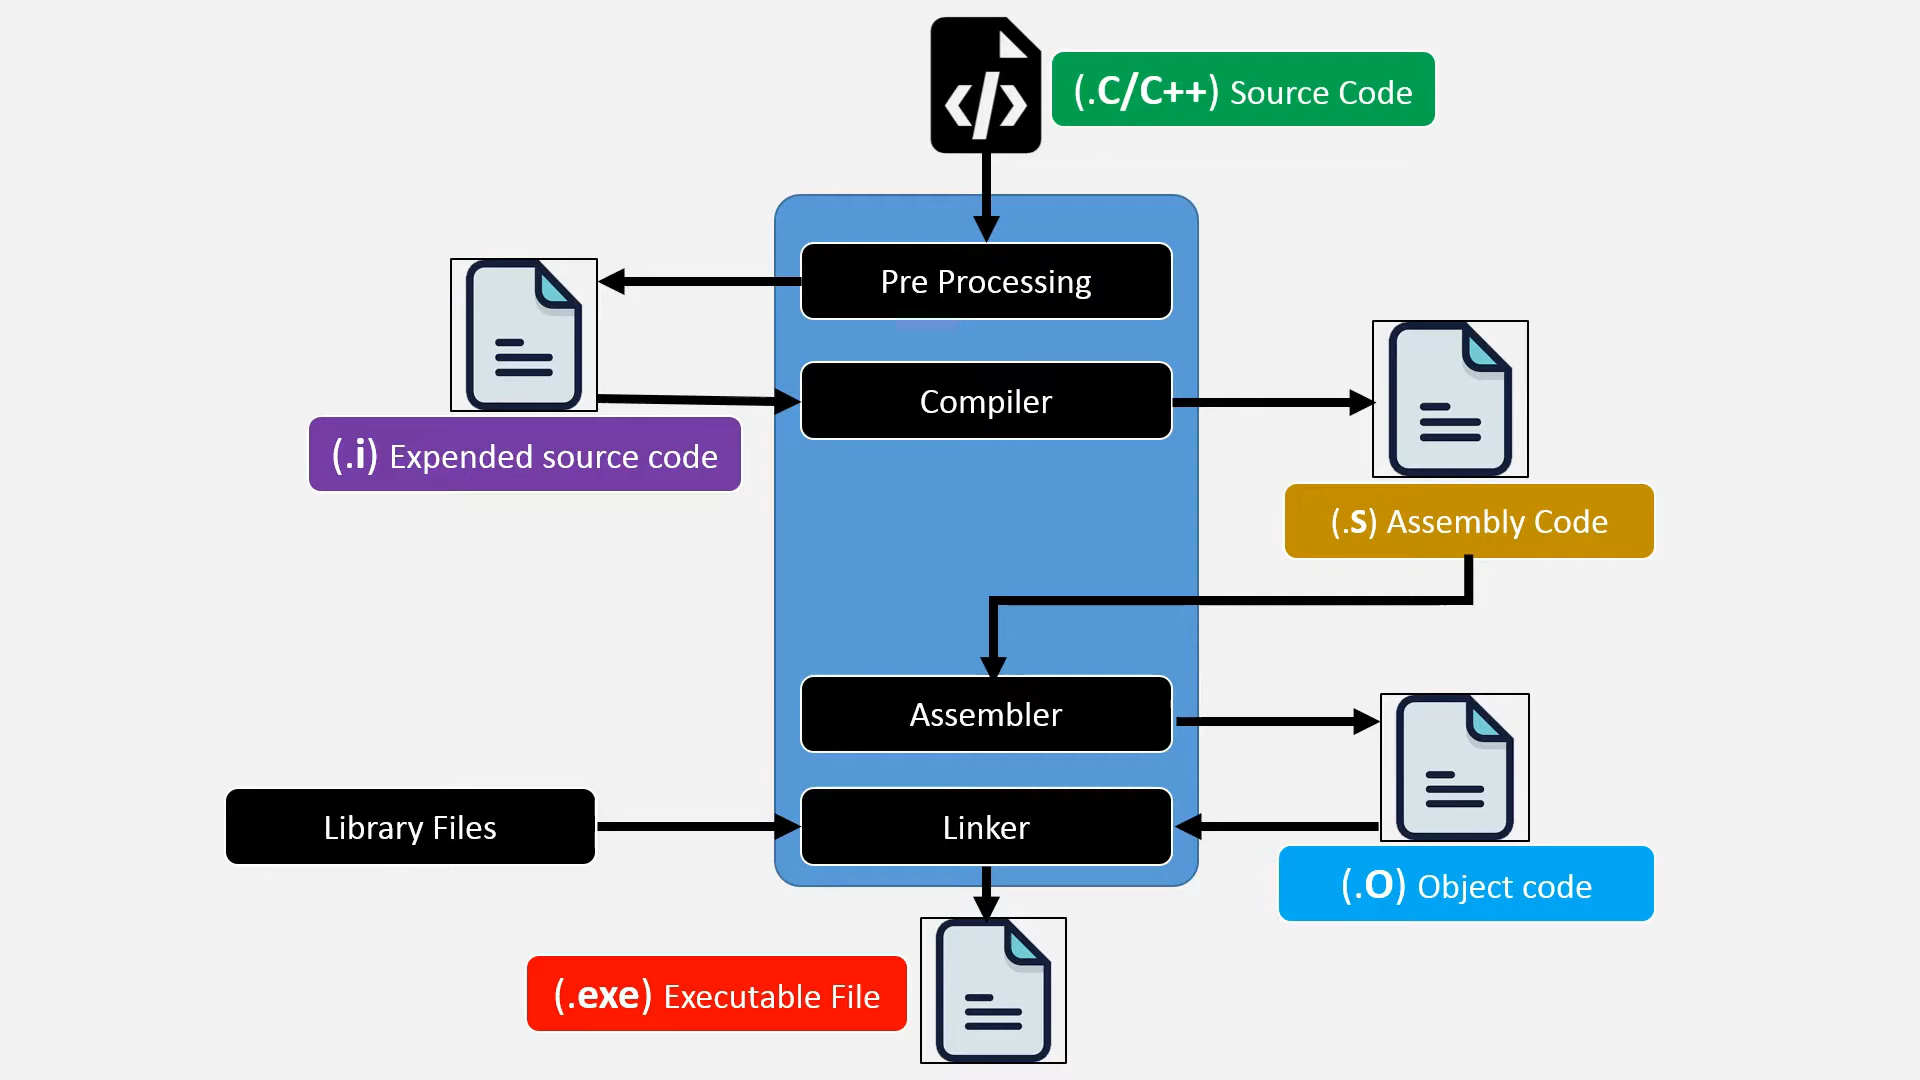 (.C/C++) Source Code
Pre Processing
Compiler
(.i) Expended source code
(.S) Assembly Code
Assembler
Library Files
Linker
(.O) Object code
(.exe) Executable File